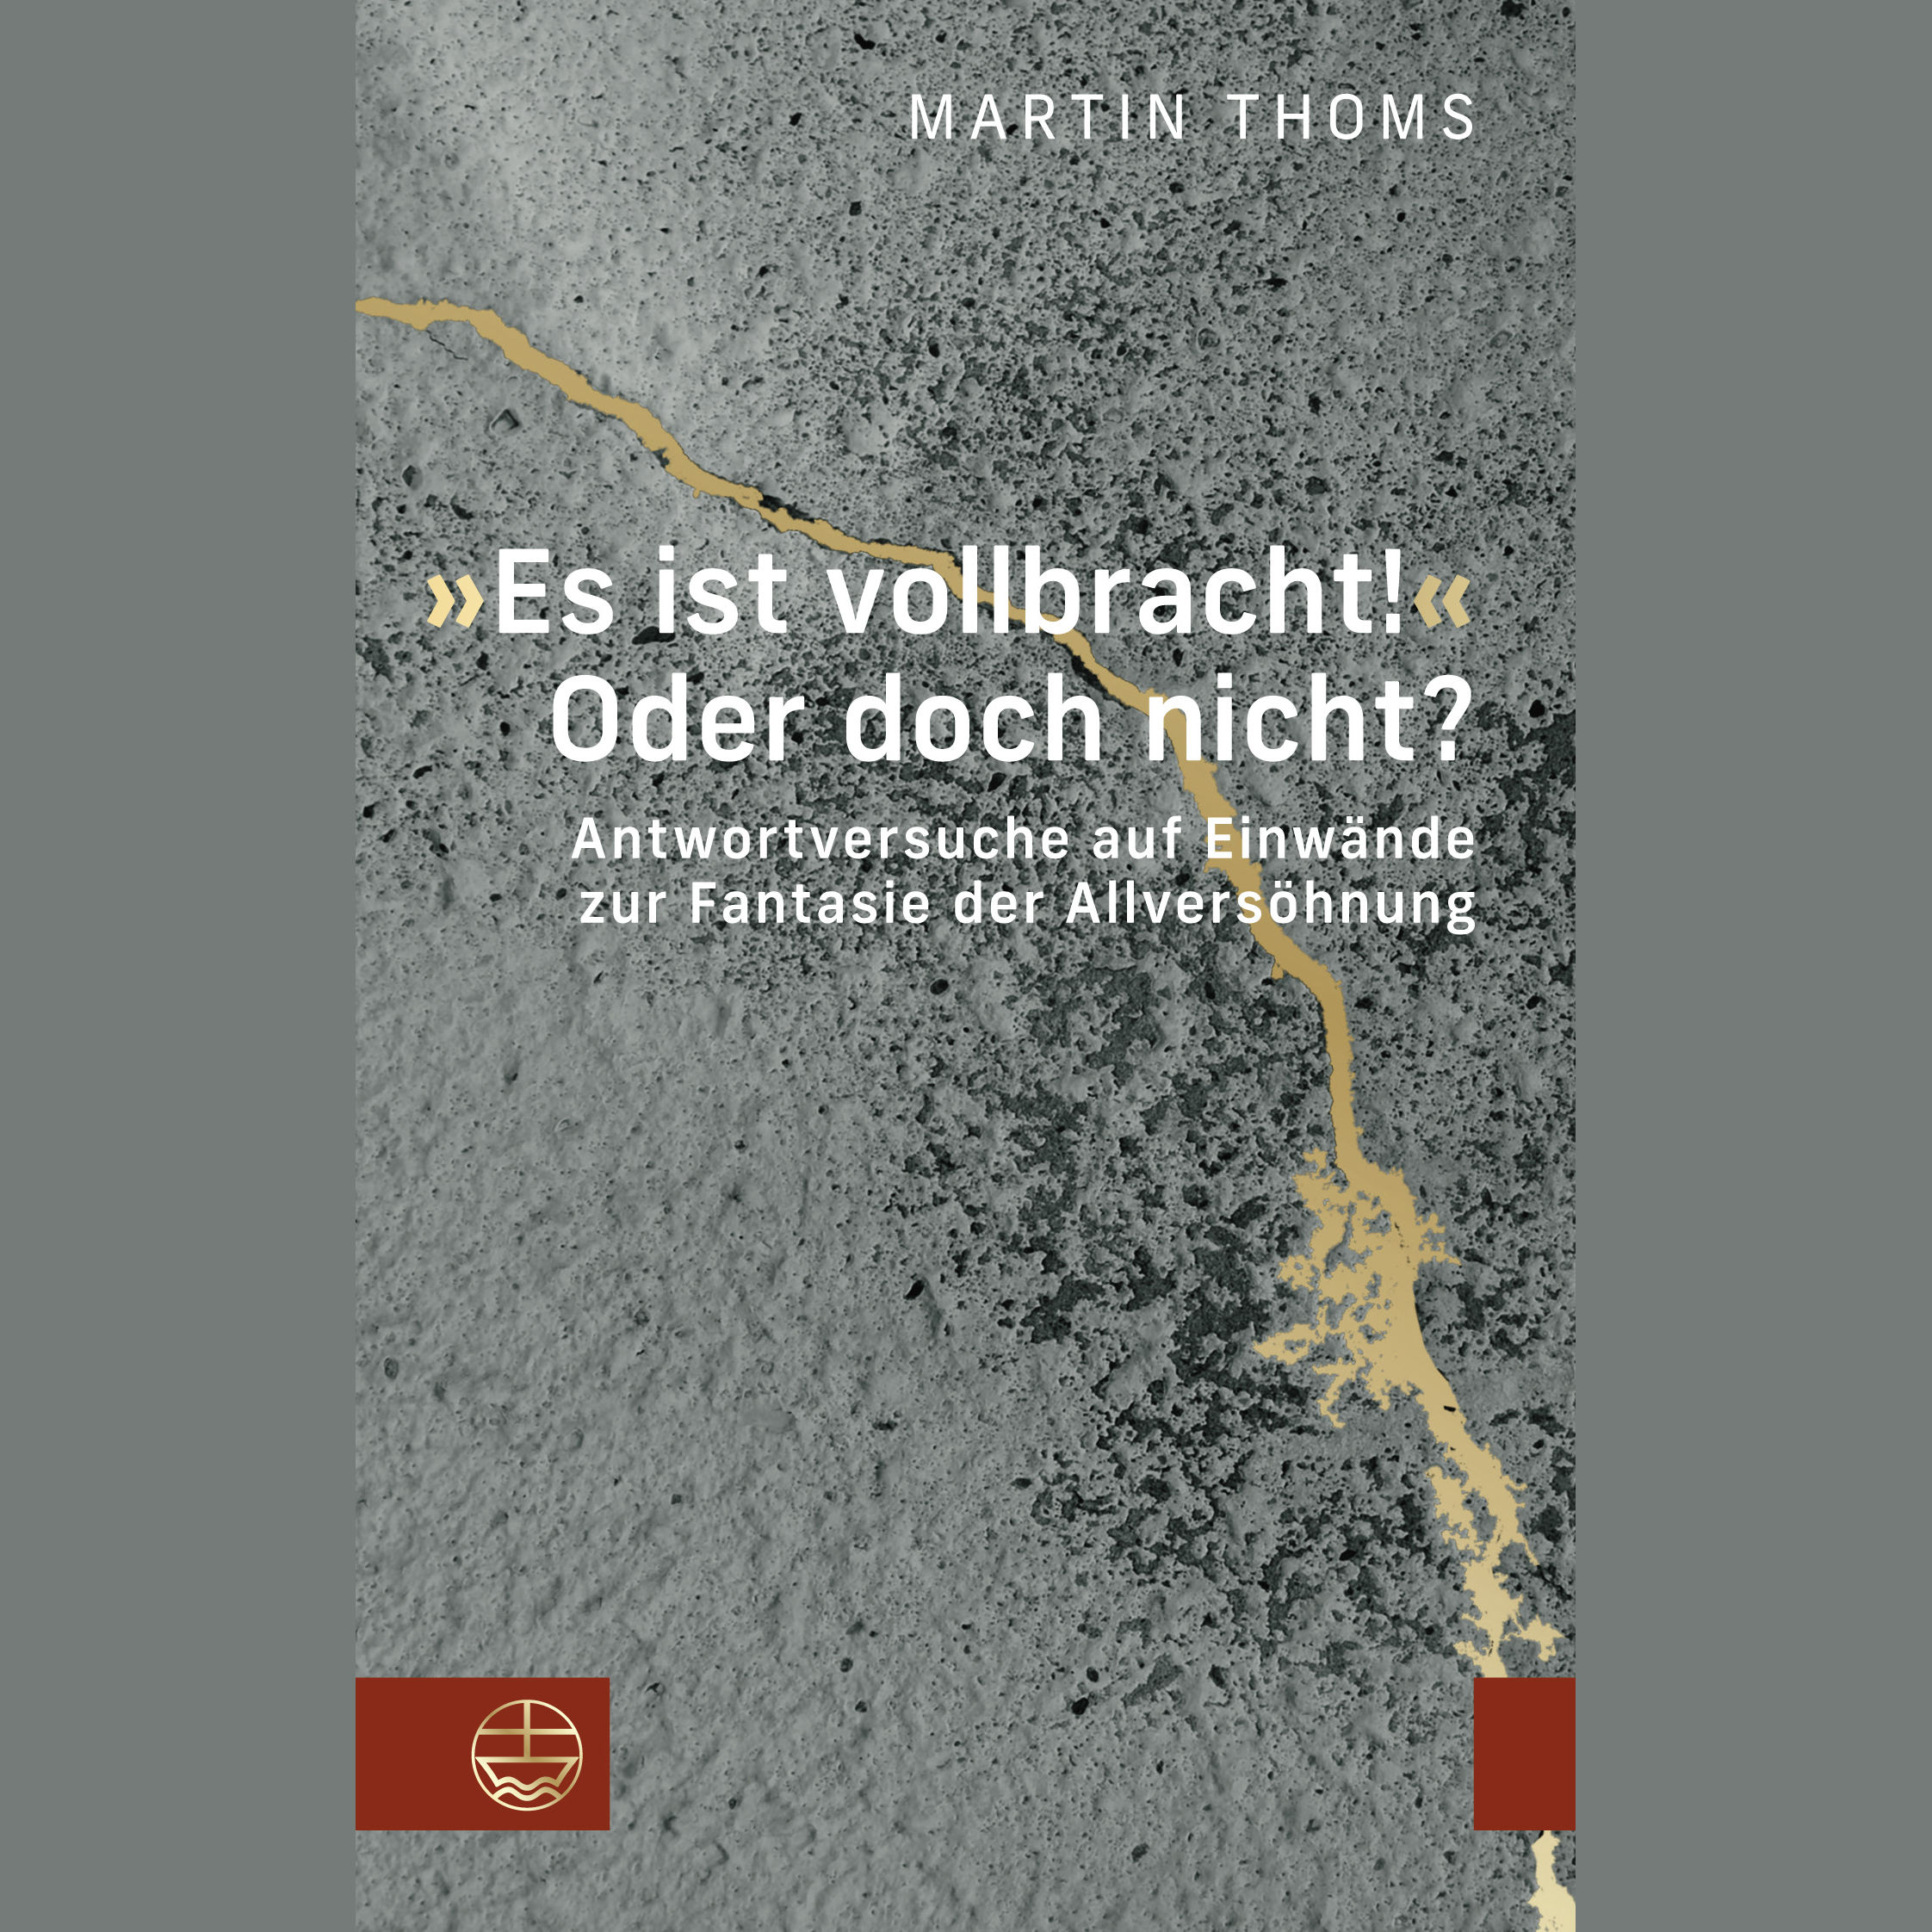 MARTIN THOMS
»Es ist vollbracht!«
Oder doch nicht?
Antwortversuche auf Einwände
zur Fantasie der Allversöhnung